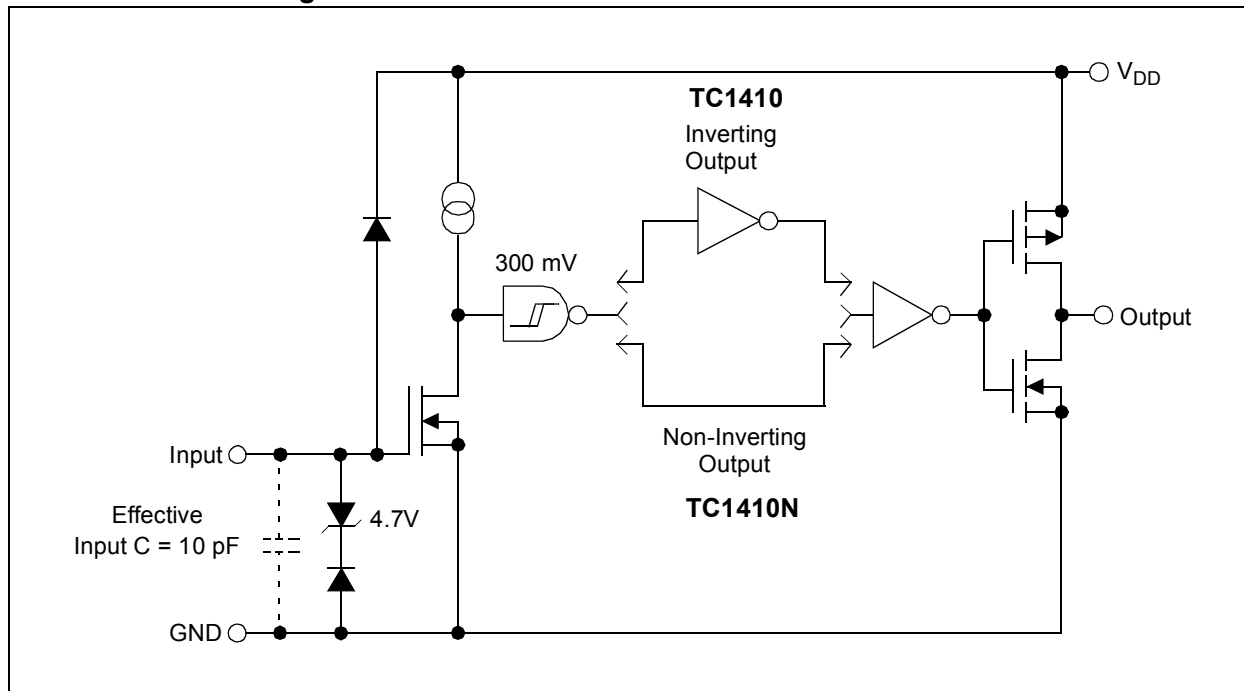 V_DD
TC1410
Inverting
Output
300 mV
Output
Input
Non-Inverting
Output
TC1410N
Effective
Input C = 10 pF
4.7V
GND